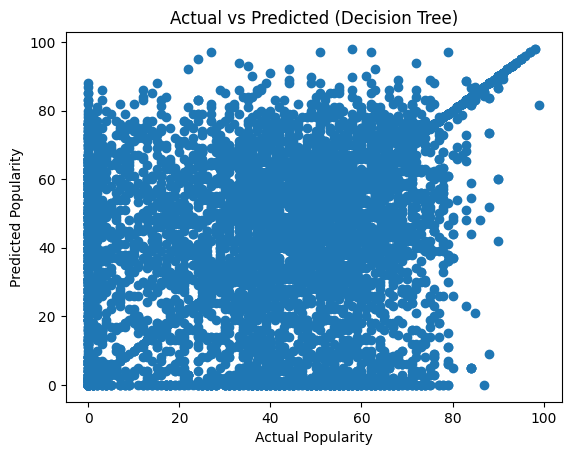 Actual vs Predicted (Decision Tree)
100
80
60
40
20
0
Predicted Popularity
0 20 40 60 80 100
Actual Popularity